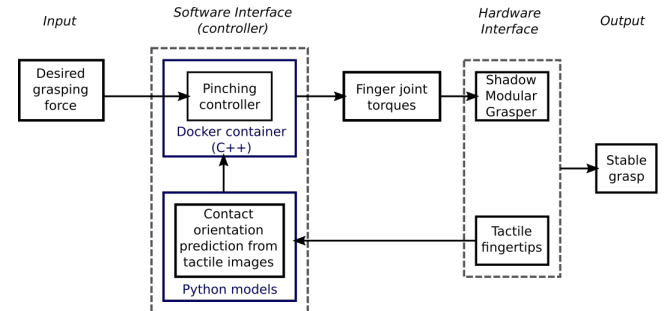 Input
Software Interface
(controller)
Hardware
Interface
Output
Desired
grasping
force
Pinching
controller
Docker container
(C++)
Finger joint
torques
Shadow
Modular
Grasper
Stable
grasp
Contact
orientation
prediction from
tactile images
Python models
Tactile
fingertips